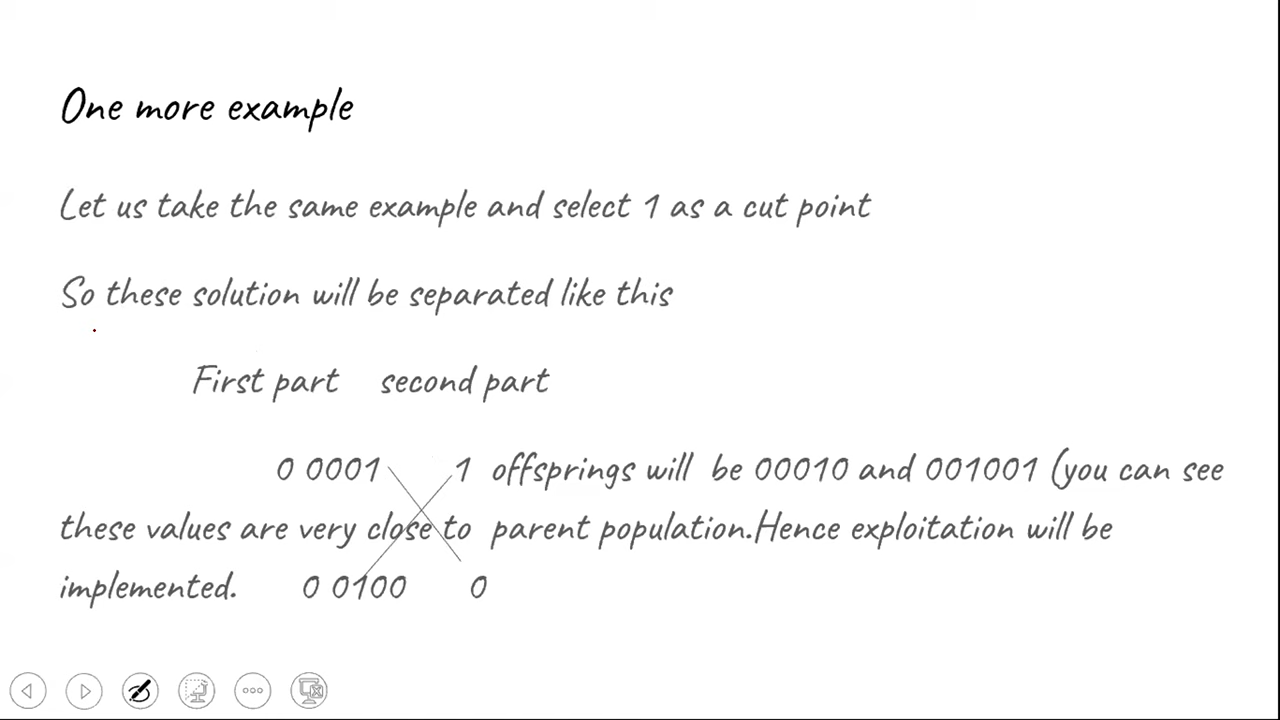 One more example
Let us take the same example and select 1 as a cut point
So these solution will be separated like this
First part second part
0 0001 1 offsprings will be 00010 and 001001 (you can see
these values are very close to parent population.Hence exploitation will be
implemented. 0 0100 0